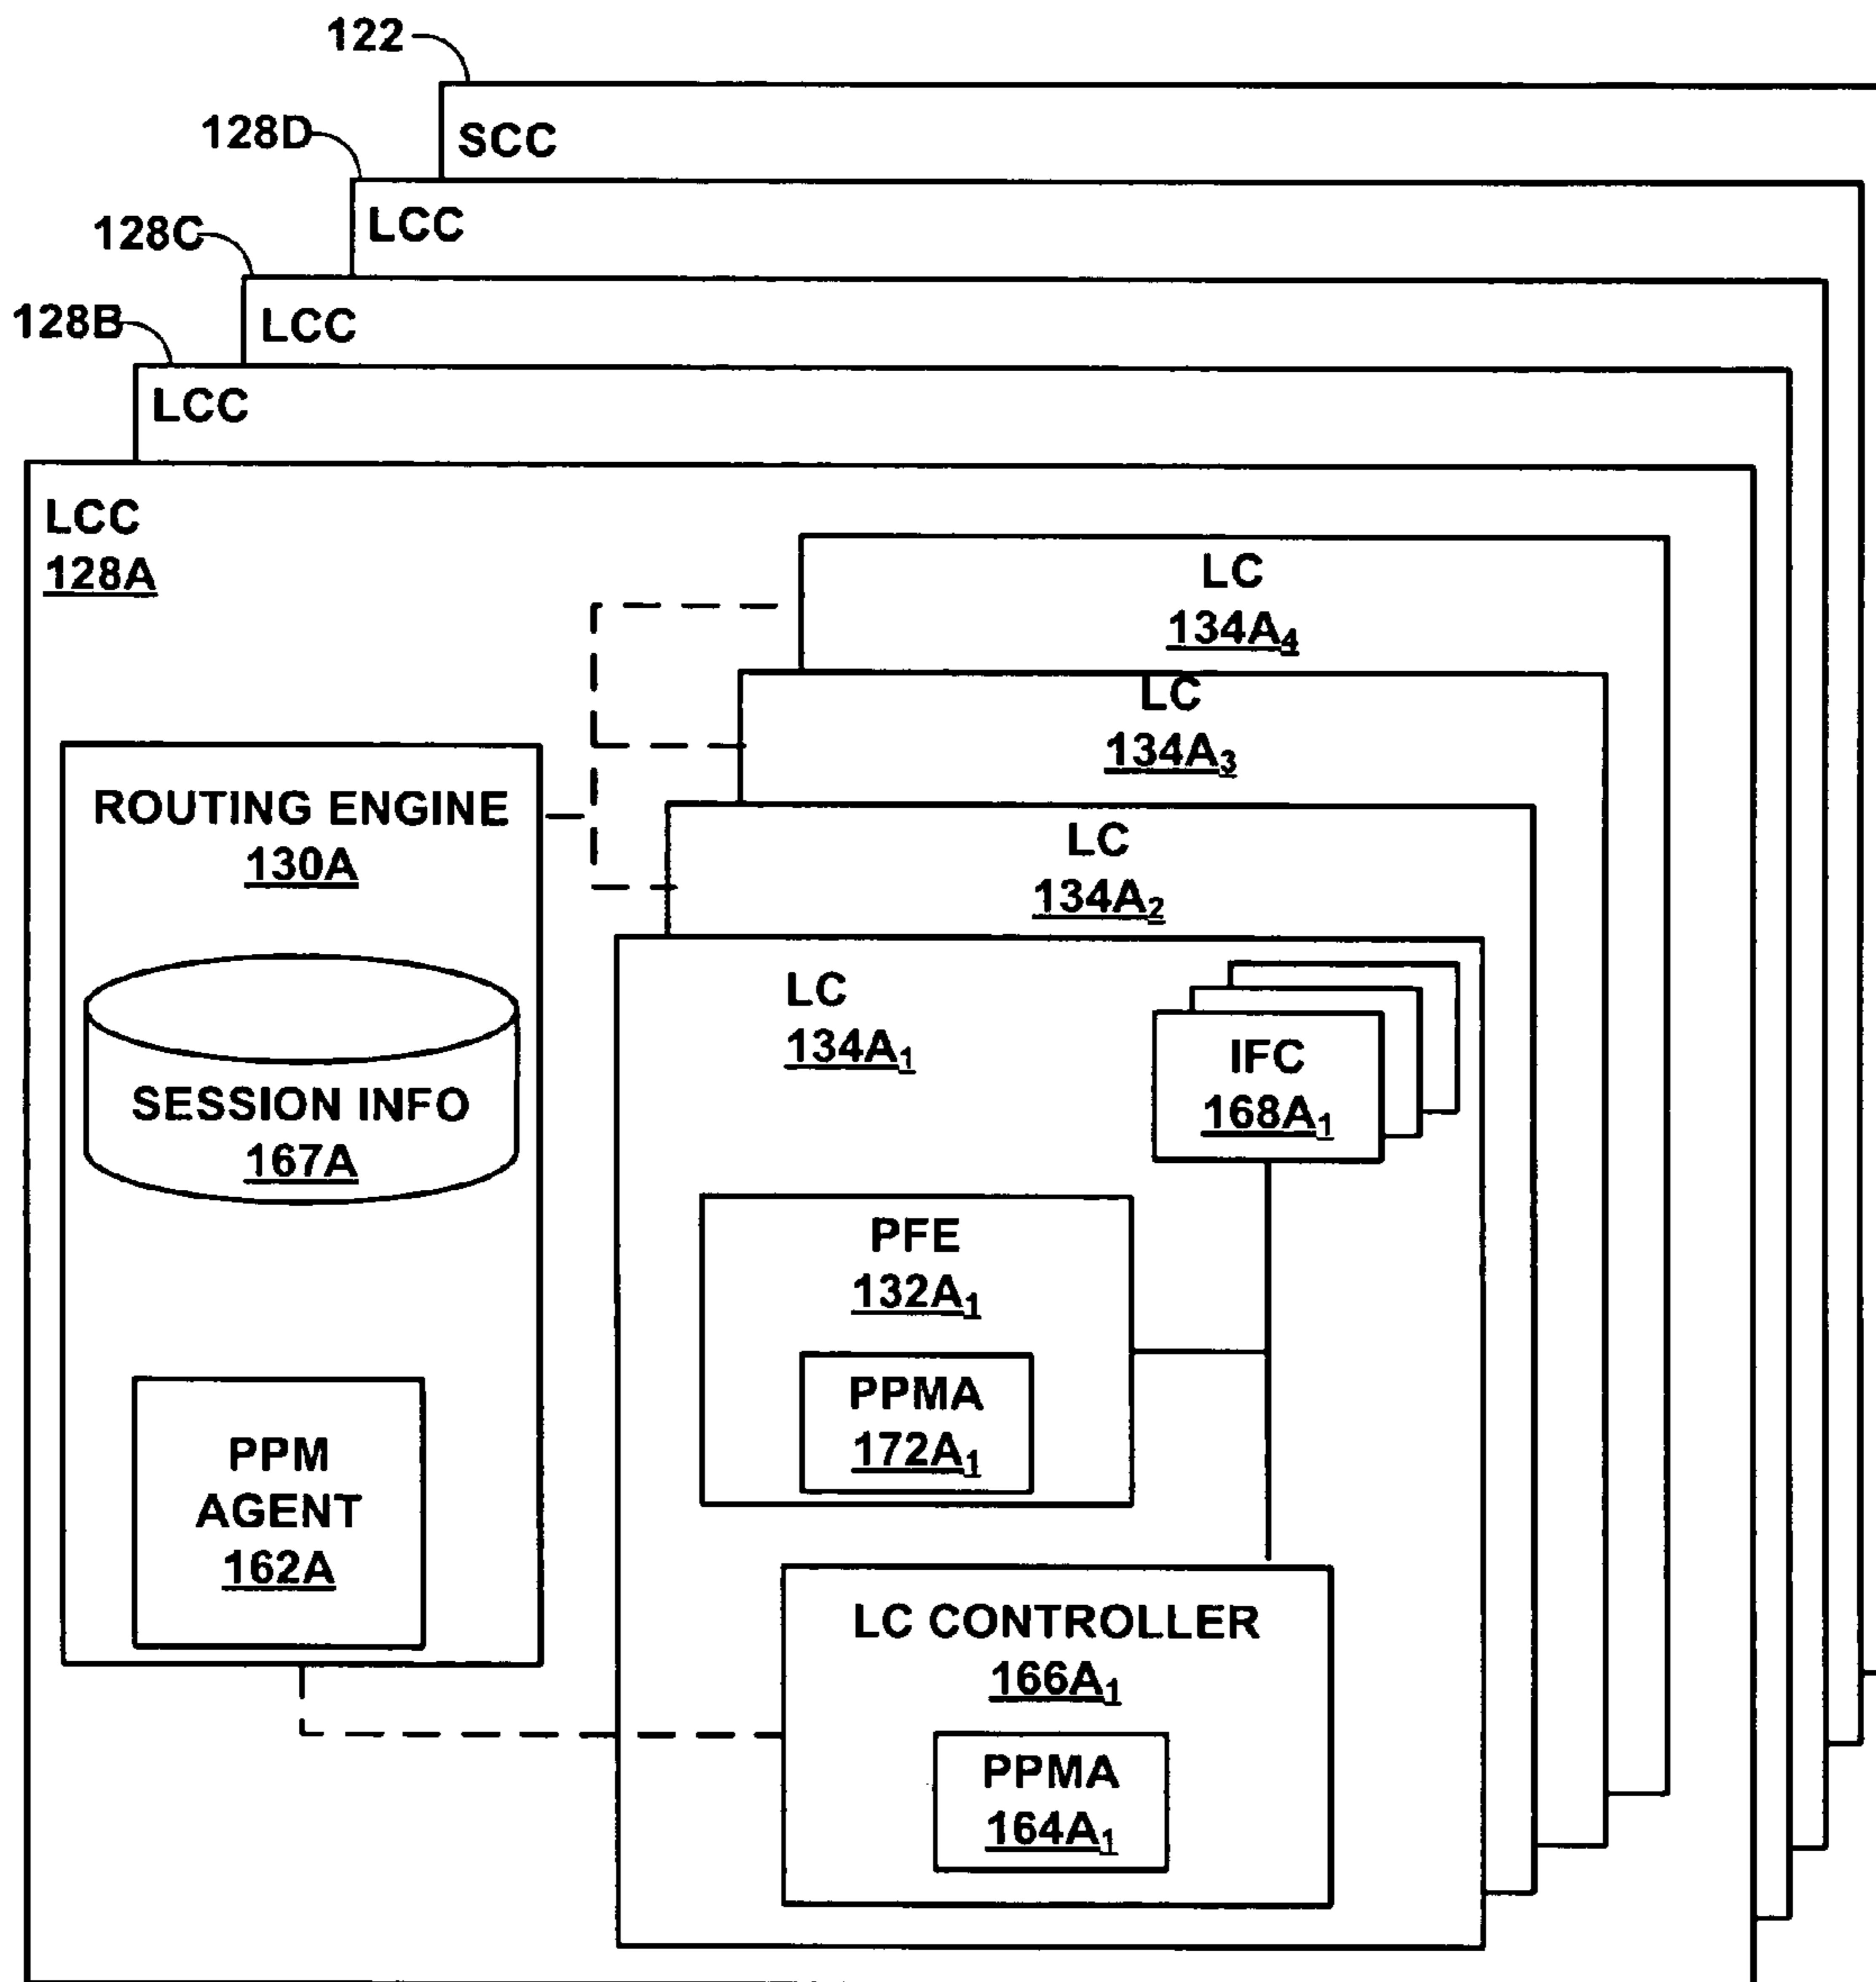 122
SCC
128D
LCC
128C
LCC
128B
LCC
LCC
128A
LC
134A₄
LC
134A₃
LC
134A₂
LC
134A₁
IFC
168A₁
ROUTING ENGINE
130A
SESSION INFO
167A
PPM
AGENT
162A
PFE
132A₁
PPMA
172A₁
LC CONTROLLER
166A₁
PPMA
164A₁